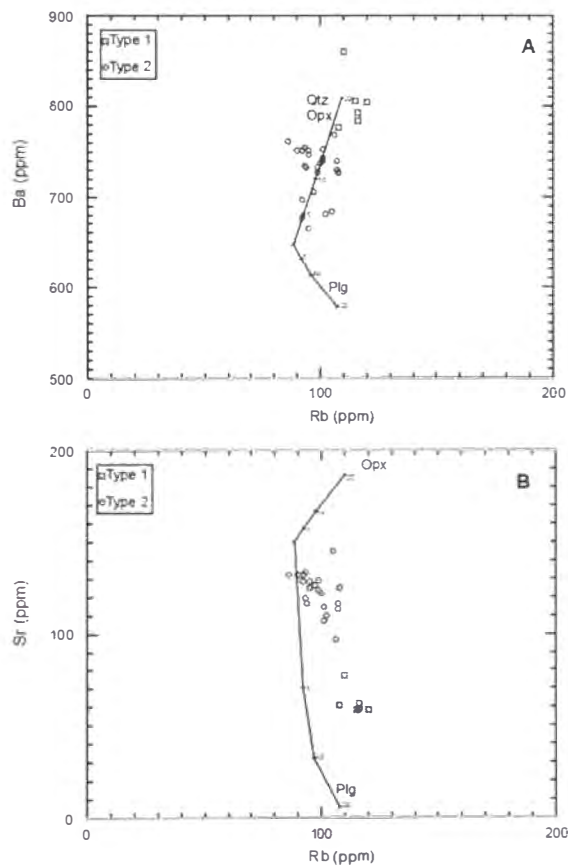 900
Type 1
Type 2
A
800
Qtz
Opx
Ba (ppm)
700
600
Plg
500
0
100
200
Rb (ppm)
200
Type 1
Type 2
Opx
B
Sr (ppm)
100
Plg
0
0
100
200
Rb (ppm)